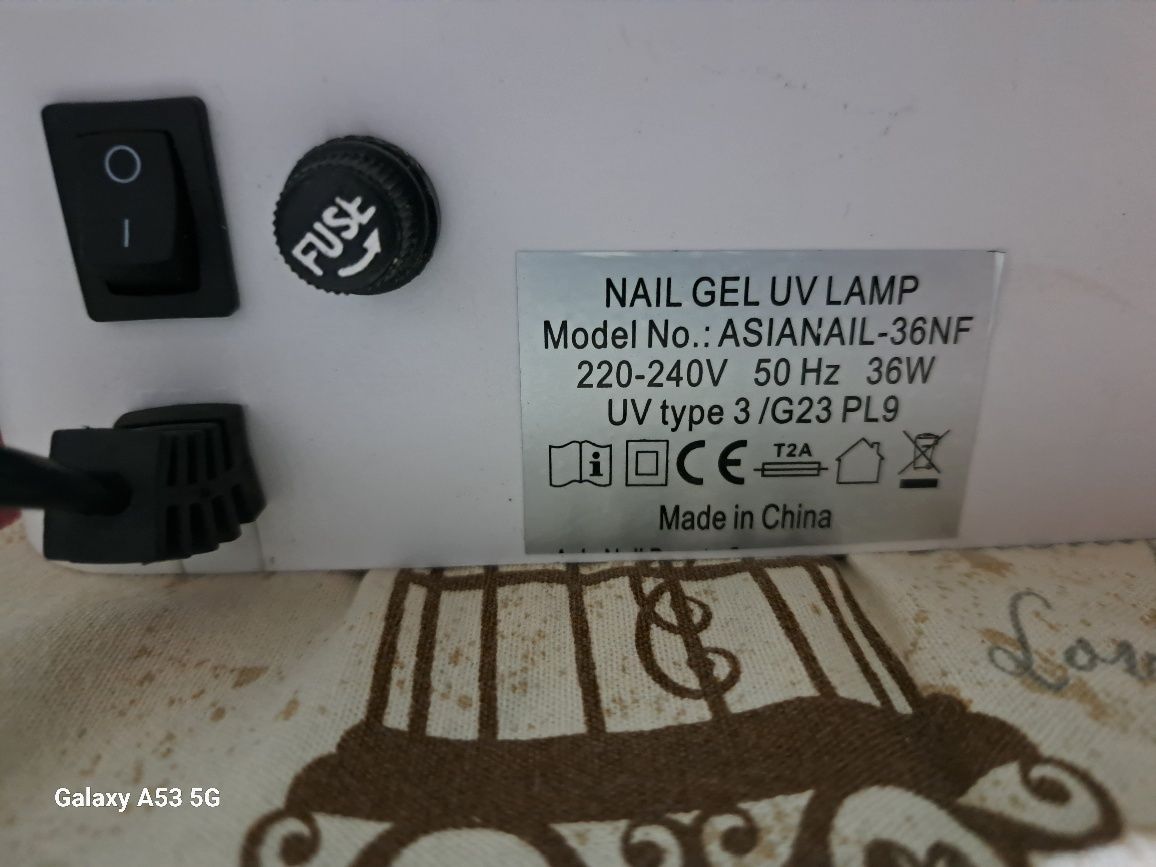 FUSE
NAIL GEL UV LAMP
Model No.: ASIANAIL-36NF
220-240V 50 Hz 36W
UV type 3 /G23 PL9
CE
T2A
Made in China
Galaxy A53 5G